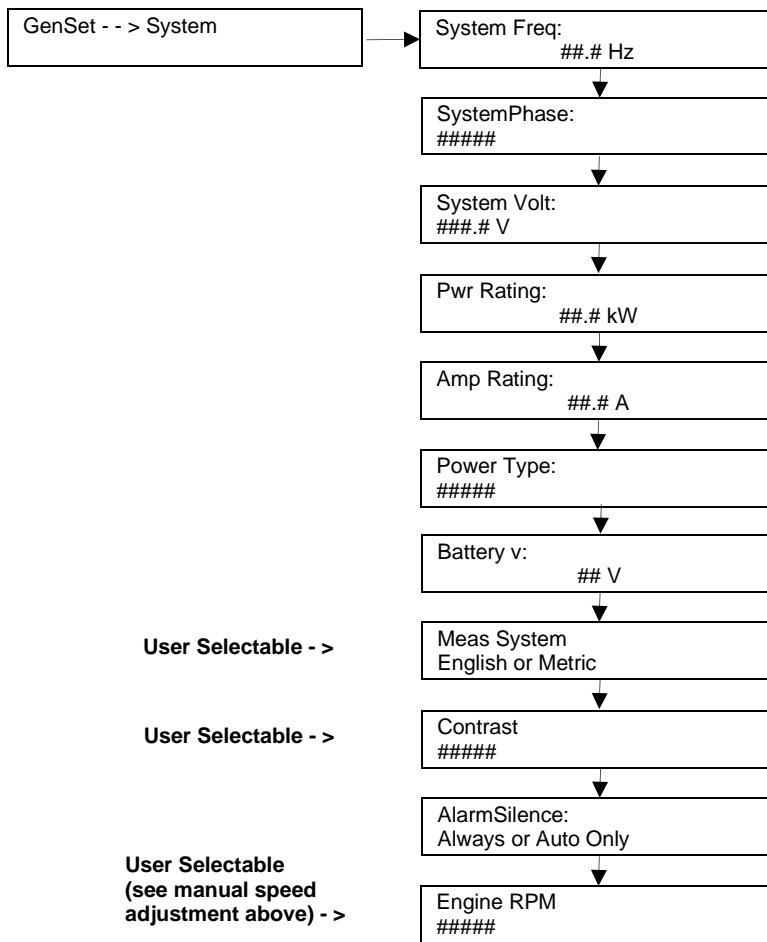 GenSet - - > System
System Freq:
##.# Hz
SystemPhase:
#####
System Volt:
###.# V
Pwr Rating:
##.# kW
Amp Rating:
##.# A
Power Type:
#####
Battery v:
## V
User Selectable - >
Meas System
English or Metric
User Selectable - >
Contrast
#####
AlarmSilence:
Always or Auto Only
User Selectable
(see manual speed
adjustment above) - >
Engine RPM
#####